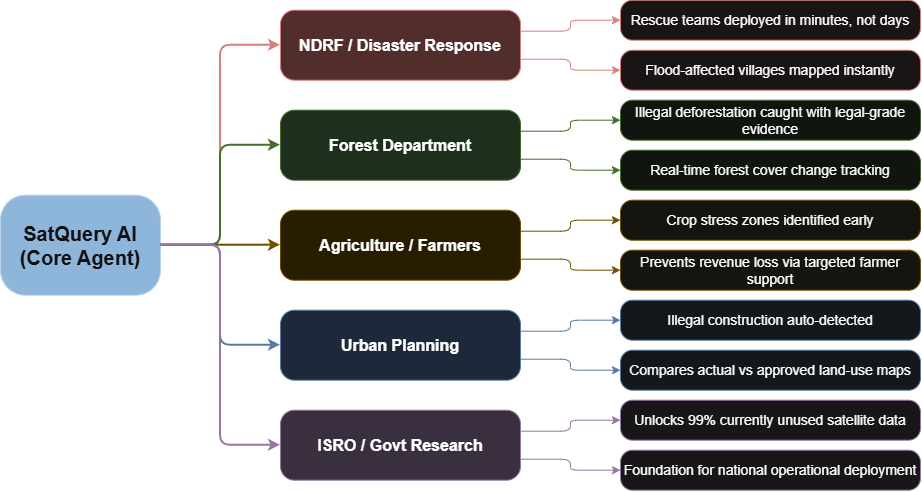 SatQuery AI
(Core Agent)
NDRF / Disaster Response
Rescue teams deployed in minutes, not days
Flood-affected villages mapped instantly
Forest Department
Illegal deforestation caught with legal-grade
evidence
Real-time forest cover change tracking
Agriculture / Farmers
Crop stress zones identified early
Prevents revenue loss via targeted farmer
support
Urban Planning
Illegal construction auto-detected
Compares actual vs approved land-use maps
ISRO / Govt Research
Unlocks 99% currently unused satellite data
Foundation for national operational deployment